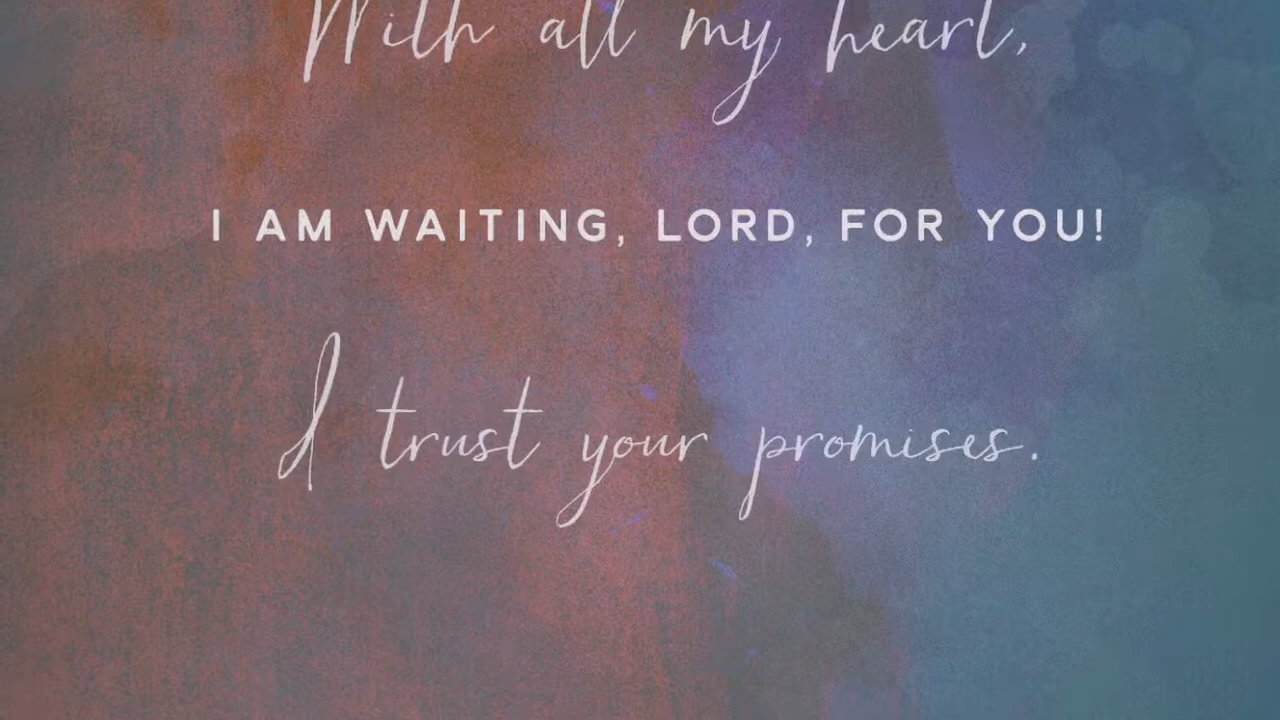 With all my heart,
I AM WAITING, LORD, FOR YOU!
I trust your promises.